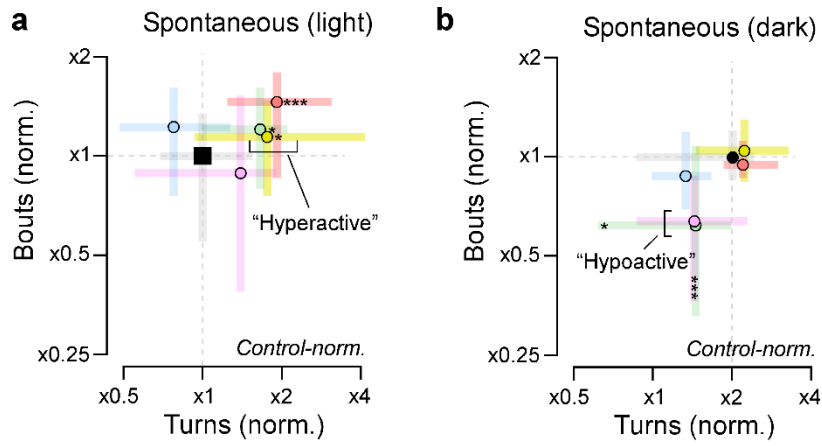 a
Spontaneous (light)
Bouts (norm.)
x2
x1
x0.5
x0.25
***
*
*
"Hyperactive"
Control-norm.
x0.5 x1 x2 x4
Turns (norm.)
b
Spontaneous (dark)
Bouts (norm.)
x2
x1
x0.5
x0.25
*
"Hypoactive"
***
Control-norm.
x0.5 x1 x2 x4
Turns (norm.)